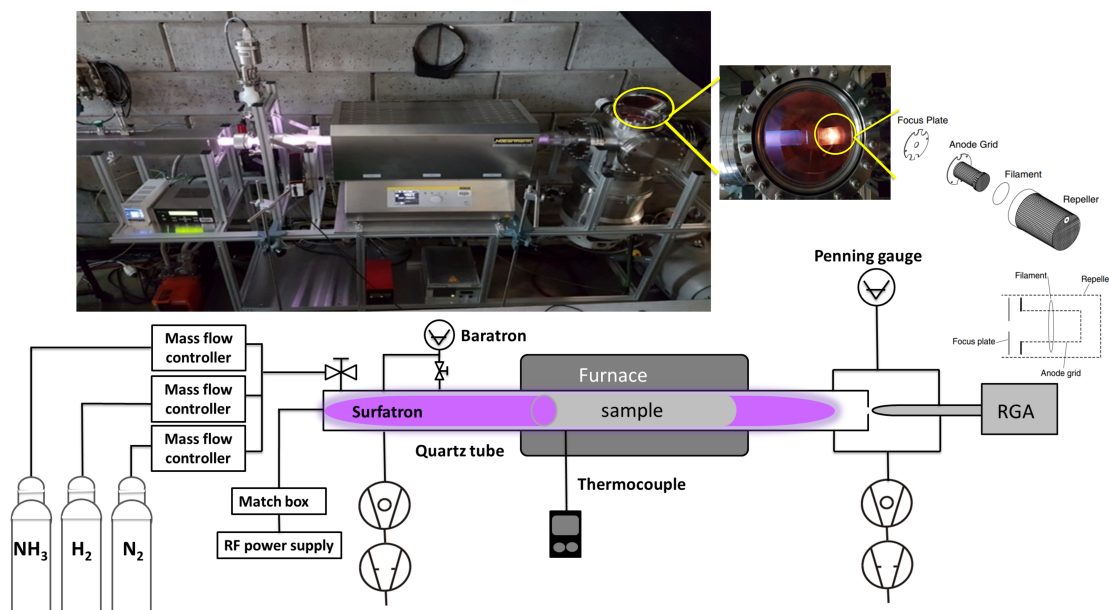 Focus Plate
Anode Grid
Filament
Repeller
Penning gauge
Filament
Repelle
Focus plate
Anode grid
Mass flow
controller
Mass flow
controller
Mass flow
controller
Baratron
Furnace
Surfatron
sample
RGA
Quartz tube
Thermocouple
Match box
RF power supply
NH3
H2
N2